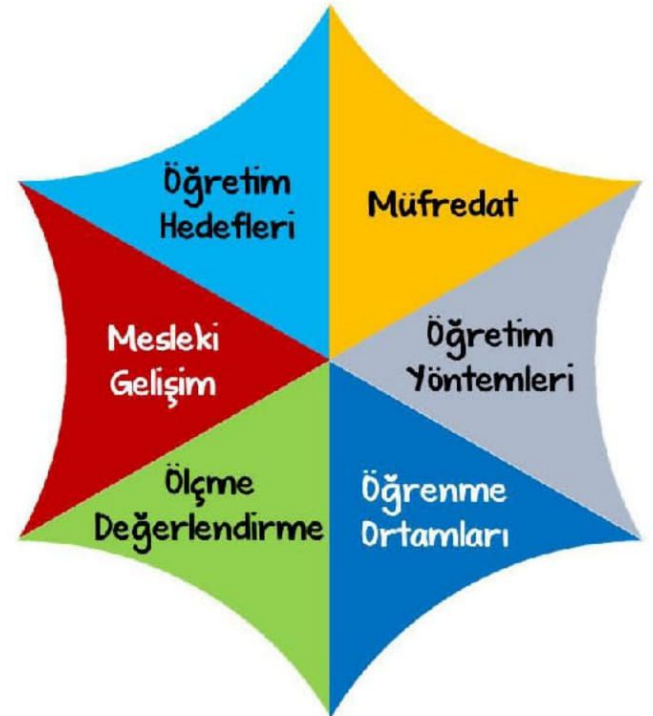 Öğretim
Hedefleri
Müfredat
Mesleki
Gelişim
Öğretim
Yöntemleri
Ölçme
Değerlendirme
Öğrenme
Ortamları